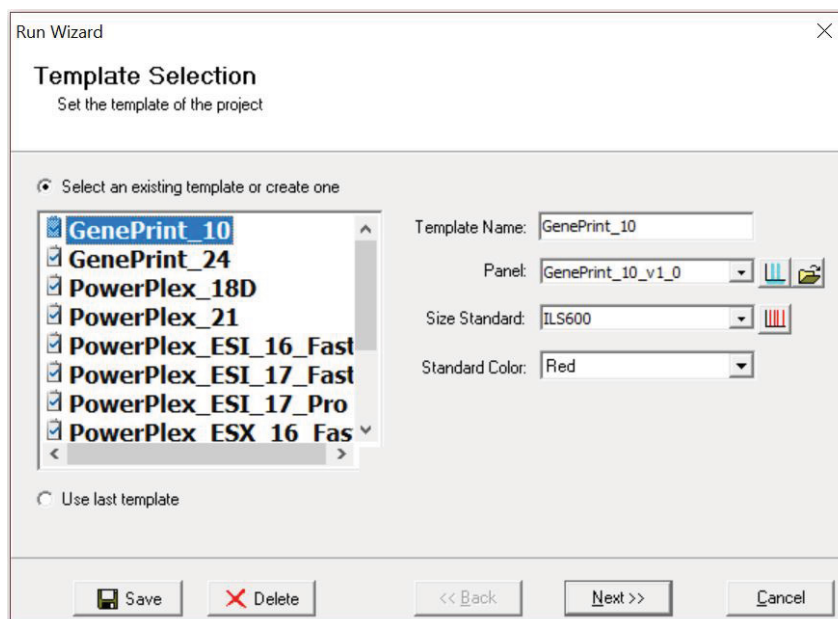 Run Wizard
Template Selection
Set the template of the project
Select an existing template or create one
GenePrint_10
GenePrint_24
PowerPlex_18D
PowerPlex_21
PowerPlex_ESI_16_Fast
PowerPlex_ESI_17_Fast
PowerPlex_ESI_17_Pro
PowerPlex_ESX_16_Fas
Template Name: GenePrint_10
Panel: GenePrint_10_v1_0
Size Standard: ILS600
Standard Color: Red
Use last template
Save Delete << Back Next >> Cancel